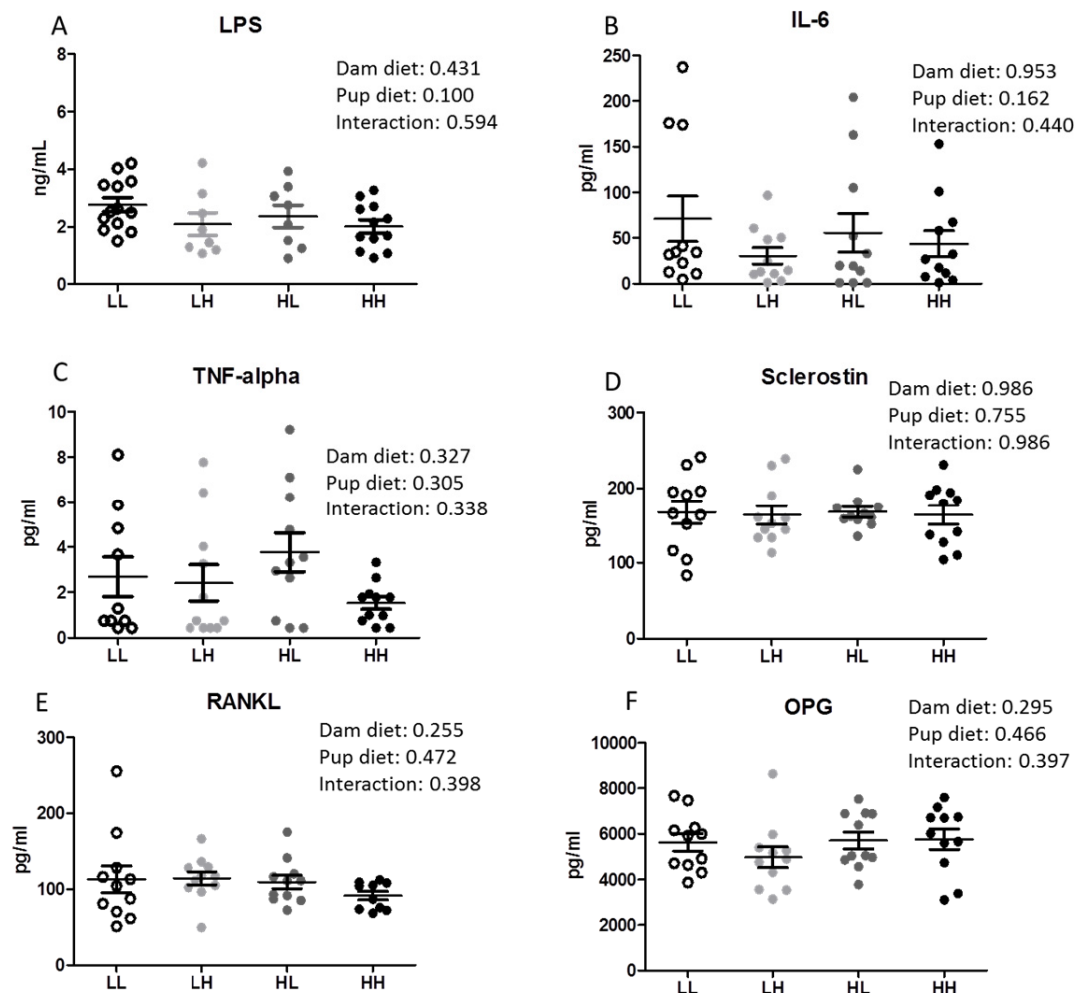 A
LPS
Dam diet: 0.431
Pup diet: 0.100
Interaction: 0.594
ng/mL
8
6
4
2
0
LL LH HL HH
B
IL-6
Dam diet: 0.953
Pup diet: 0.162
Interaction: 0.440
pg/ml
250
200
150
100
50
0
LL LH HL HH
C
TNF-alpha
Dam diet: 0.327
Pup diet: 0.305
Interaction: 0.338
pg/ml
10
8
6
4
2
0
LL LH HL HH
D
Sclerostin
Dam diet: 0.986
Pup diet: 0.755
Interaction: 0.986
pg/ml
300
200
100
0
LL LH HL HH
E
RANKL
Dam diet: 0.255
Pup diet: 0.472
Interaction: 0.398
pg/ml
300
200
100
0
LL LH HL HH
F
OPG
Dam diet: 0.295
Pup diet: 0.466
Interaction: 0.397
pg/ml
10000
8000
6000
4000
2000
0
LL LH HL HH